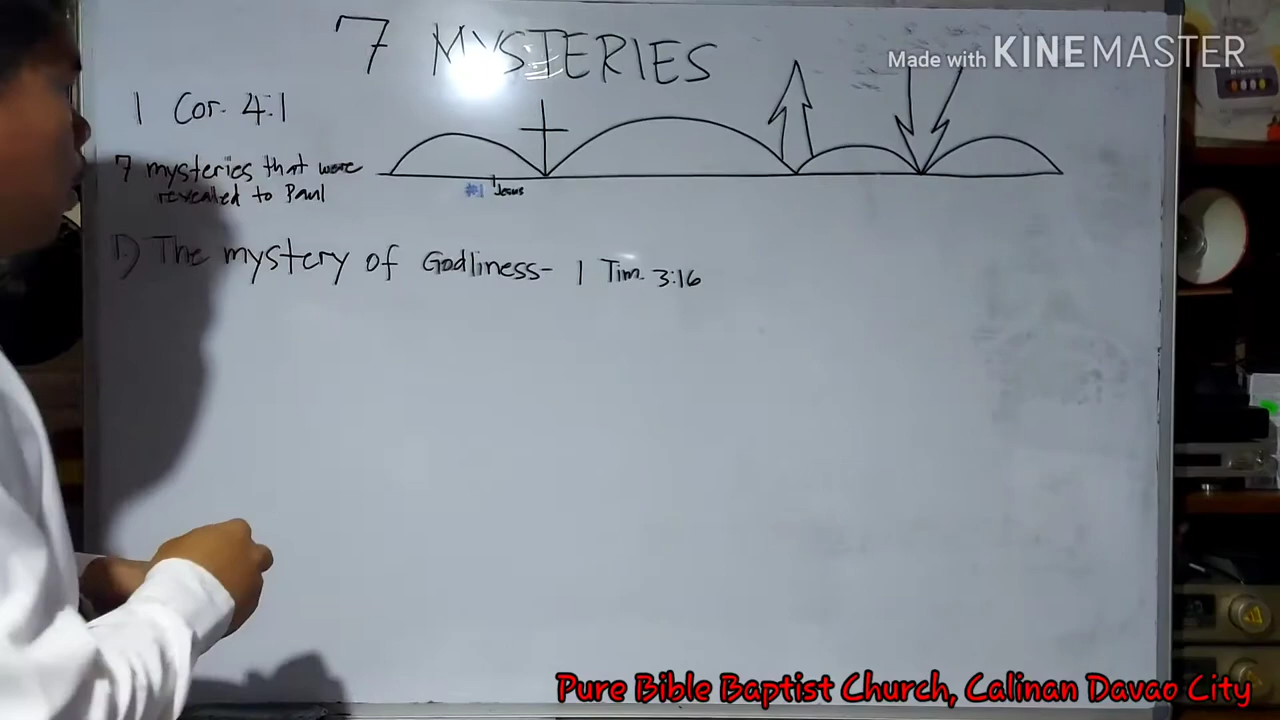 7 MYSTERIES
Made with KINEMASTER
1 Cor. 4:1
7 mysteries that were
revealed to Paul
#1 Jesus
1.) The mystery of Godliness- 1 Tim. 3:16
Pure Bible Baptist Church, Calinan Davao City